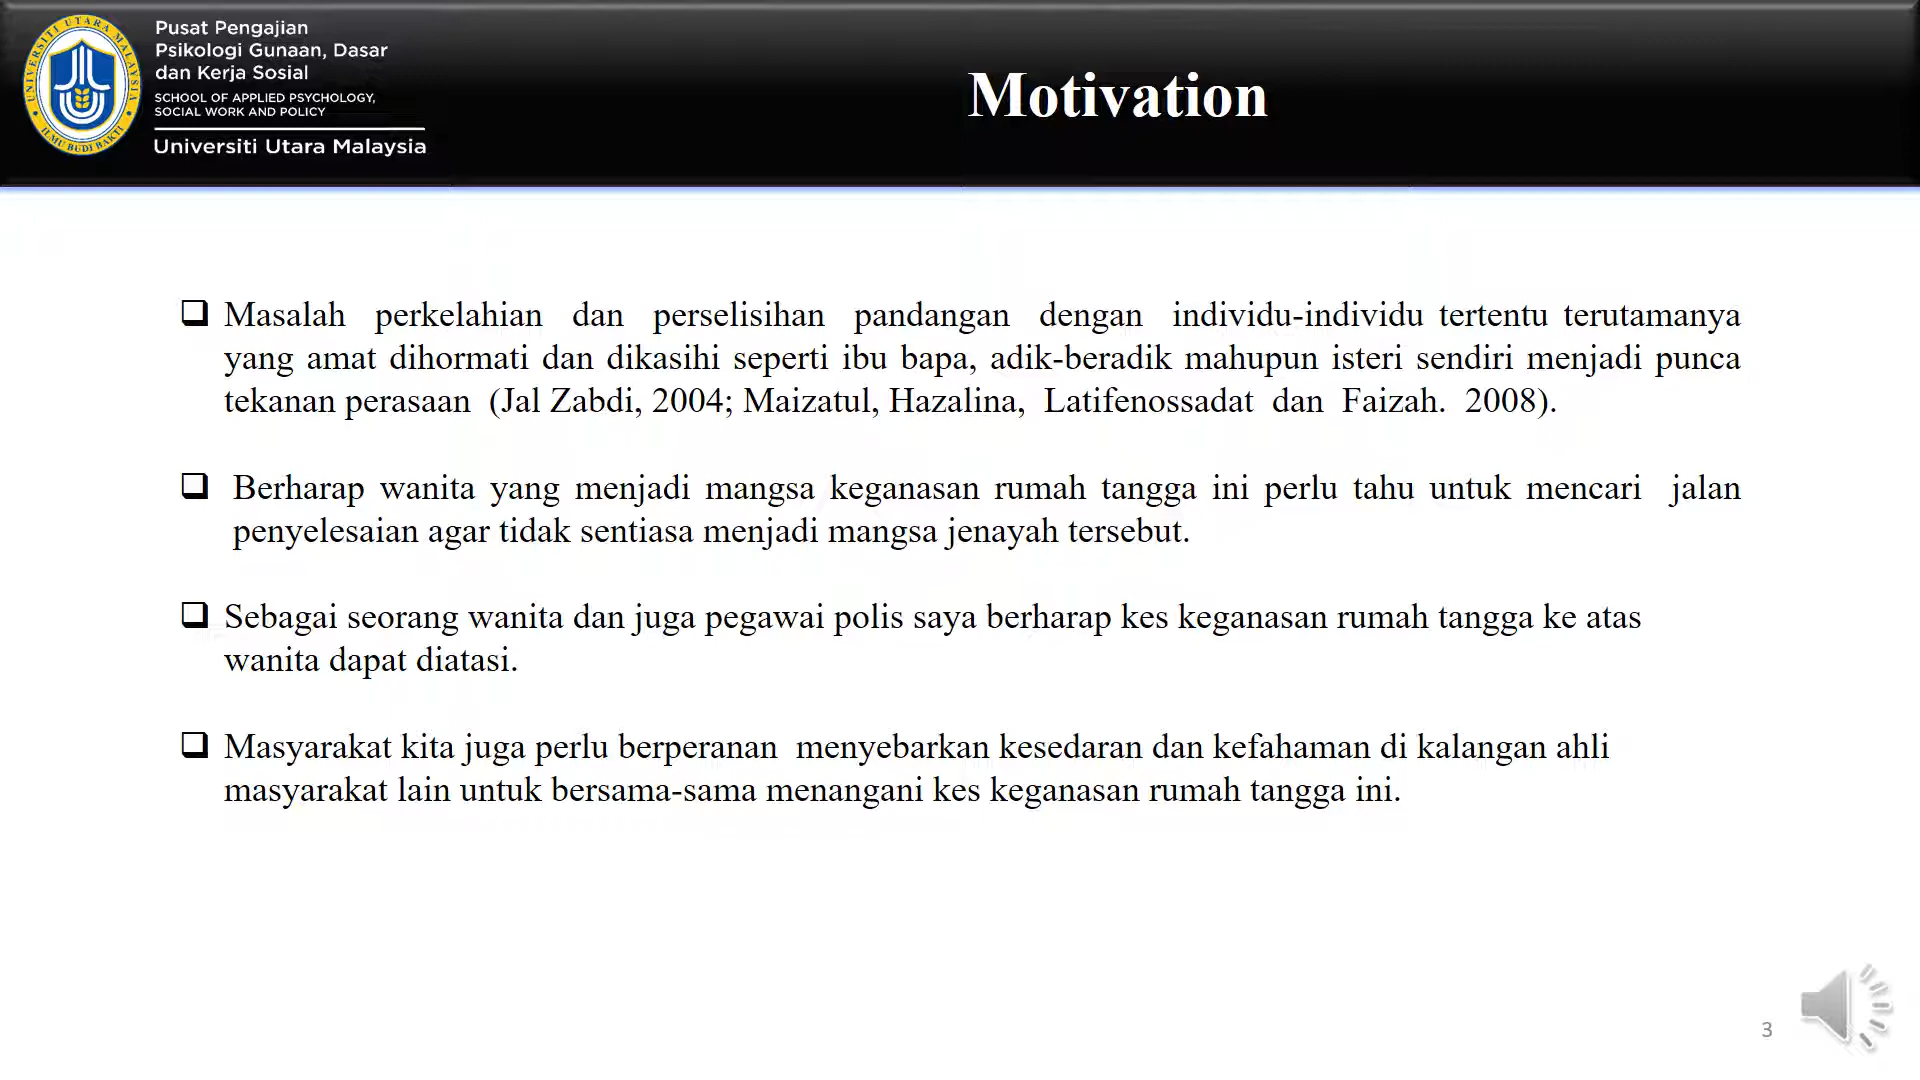 UNIVERSITI UTARA MALAYSIA
ILMU BUDI BAKTI
Pusat Pengajian
Psikologi Gunaan, Dasar
dan Kerja Sosial
SCHOOL OF APPLIED PSYCHOLOGY,
SOCIAL WORK AND POLICY
Universiti Utara Malaysia
Motivation
Masalah perkelahian dan perselisihan pandangan dengan individu-individu tertentu terutamanya
yang amat dihormati dan dikasihi seperti ibu bapa, adik-beradik mahupun isteri sendiri menjadi punca
tekanan perasaan (Jal Zabdi, 2004; Maizatul, Hazalina, Latifenossadat dan Faizah. 2008).
Berharap wanita yang menjadi mangsa keganasan rumah tangga ini perlu tahu untuk mencari jalan
penyelesaian agar tidak sentiasa menjadi mangsa jenayah tersebut.
Sebagai seorang wanita dan juga pegawai polis saya berharap kes keganasan rumah tangga ke atas
wanita dapat diatasi.
Masyarakat kita juga perlu berperanan menyebarkan kesedaran dan kefahaman di kalangan ahli
masyarakat lain untuk bersama-sama menangani kes keganasan rumah tangga ini.
3